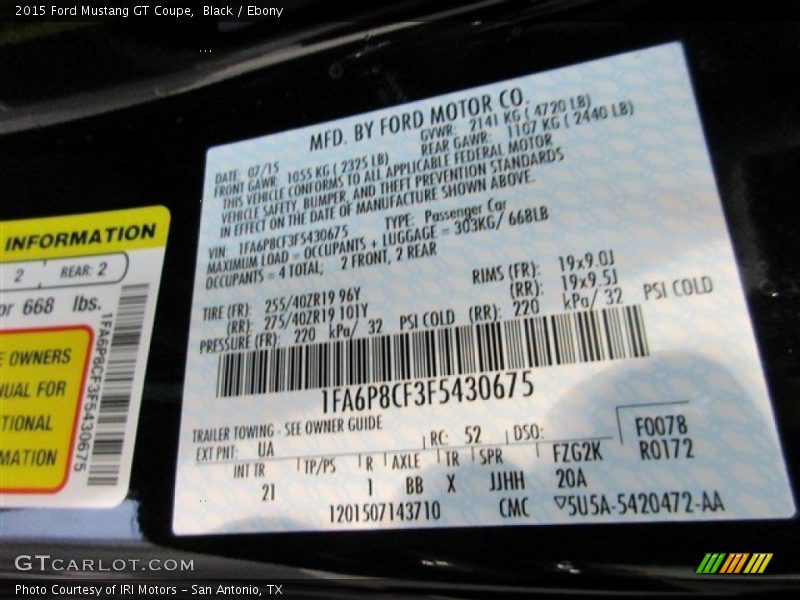 2015 Ford Mustang GT Coupe, Black / Ebony
MFD. BY FORD MOTOR CO.
DATE: 07/15 GVWR: 2141 KG ( 4720 LB)
FRONT GAWR: 1055 KG ( 2325 LB) REAR GAWR: 1107 KG ( 2440 LB)
THIS VEHICLE CONFORMS TO ALL APPLICABLE FEDERAL MOTOR
VEHICLE SAFETY, BUMPER, AND THEFT PREVENTION STANDARDS
IN EFFECT ON THE DATE OF MANUFACTURE SHOWN ABOVE.
VIN: 1FA6P8CF3F5430675 TYPE: Passenger Car
MAXIMUM LOAD = OCCUPANTS + LUGGAGE = 303KG/ 668LB
OCCUPANTS = 4 TOTAL; 2 FRONT, 2 REAR
TIRE (FR): 255/40ZR19 96Y RIMS (FR): 19x9.0J
(RR): 275/40ZR19 101Y (RR): 19x9.5J
PRESSURE (FR): 220 kPa/ 32 PSI COLD (RR): 220 kPa/ 32 PSI COLD
1FA6P8CF3F5430675
TRAILER TOWING - SEE OWNER GUIDE
EXT PNT: UA RC: 52 DSO: F0078
INT TR TP/PS R AXLE TR SPR FZG2K R0172
21 1 BB X JJHH 20A
1201507143710 CMC 5U5A-5420472-AA
INFORMATION
2 REAR: 2
or 668 lbs.
E OWNERS
NUAL FOR
TIONAL
MATION
1FA6P8CF3F5430675
GTCARLOT.COM
Photo Courtesy of IRI Motors - San Antonio, TX